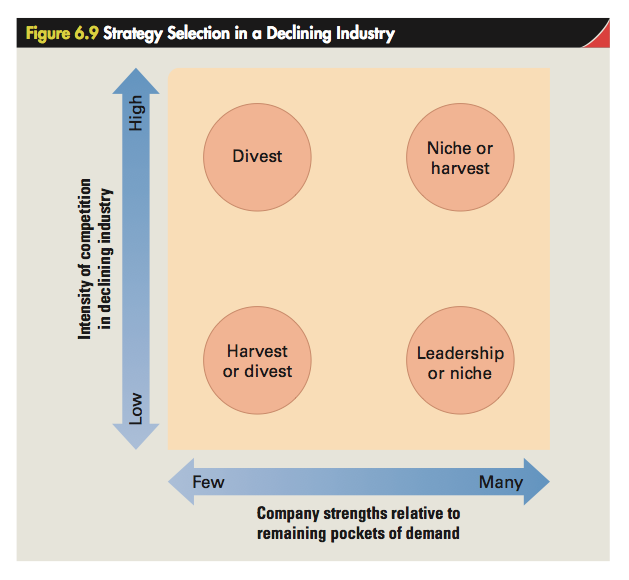 Figure 6.9 Strategy Selection in a Declining Industry
High
Divest
Niche or
harvest
Intensity of competition
in declining industry
Harvest
or divest
Leadership
or niche
Low
Few
Many
Company strengths relative to
remaining pockets of demand